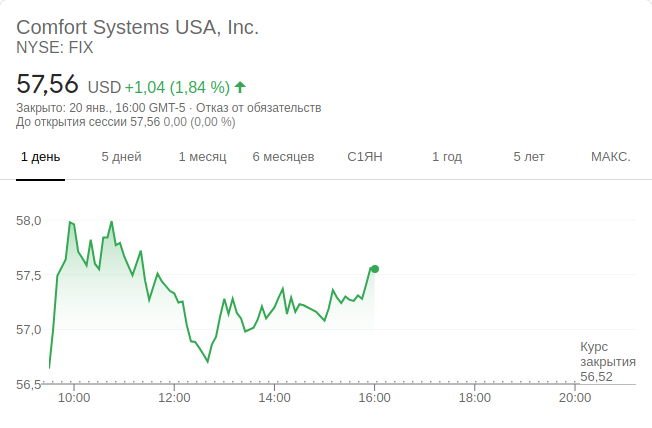 Comfort Systems USA, Inc.
NYSE: FIX
57,56 USD +1,04 (1,84 %)
Закрыто: 20 янв., 16:00 GMT-5 · Отказ от обязательств
До открытия сессии 57,56 0,00 (0,00 %)
1 день 5 дней 1 месяц 6 месяцев С1ЯН 1 год 5 лет МАКС.
58,0
57,5
57,0
56,5
Курс
закрытия
56,52
10:00 12:00 14:00 16:00 18:00 20:00